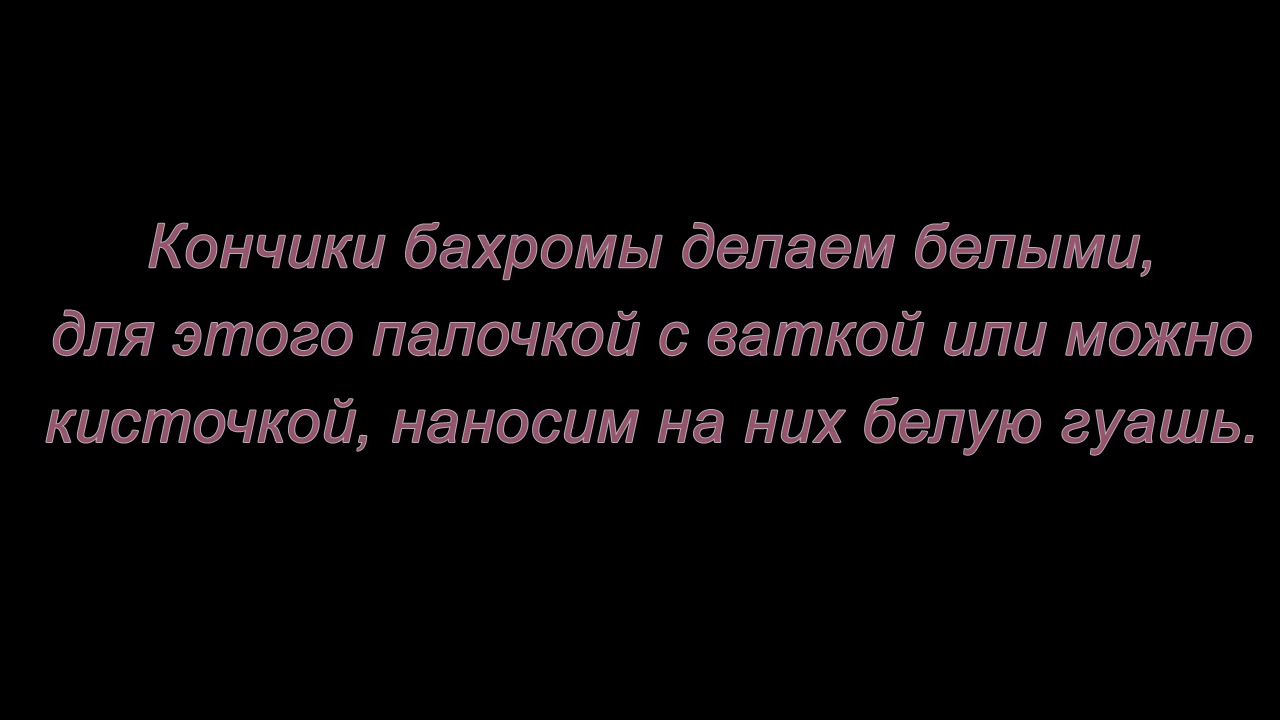 Кончики бахромы делаем белыми,
для этого палочкой с ваткой или можно
кисточкой, наносим на них белую гуашь.